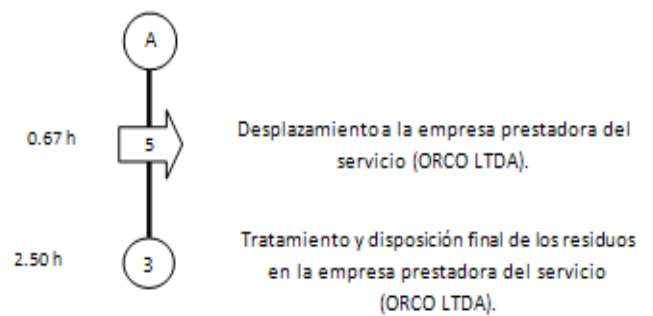 A
0.67 h
5
Desplazamiento a la empresa prestadora del
servicio (ORCO LTDA).
2.50 h
3
Tratamiento y disposición final de los residuos
en la empresa prestadora del servicio
(ORCO LTDA).